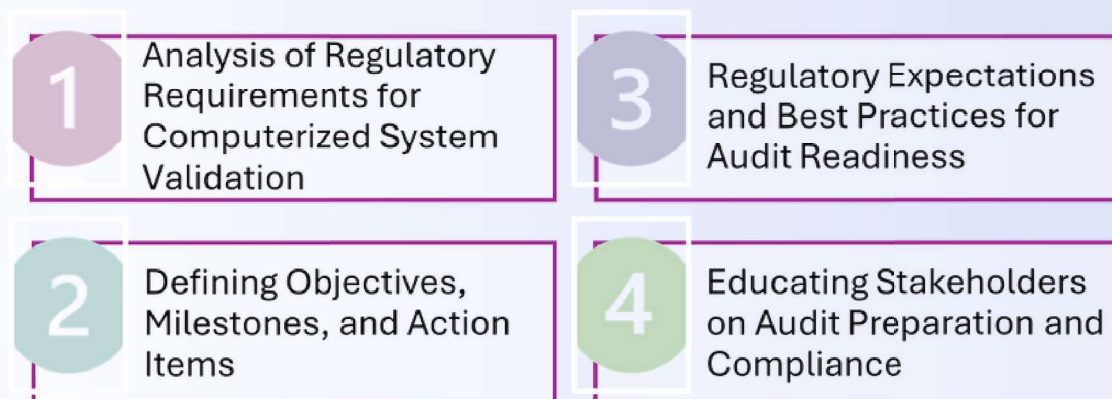 1
Analysis of Regulatory
Requirements for
Computerized System
Validation
2
Defining Objectives,
Milestones, and Action
Items
3
Regulatory Expectations
and Best Practices for
Audit Readiness
4
Educating Stakeholders
on Audit Preparation and
Compliance